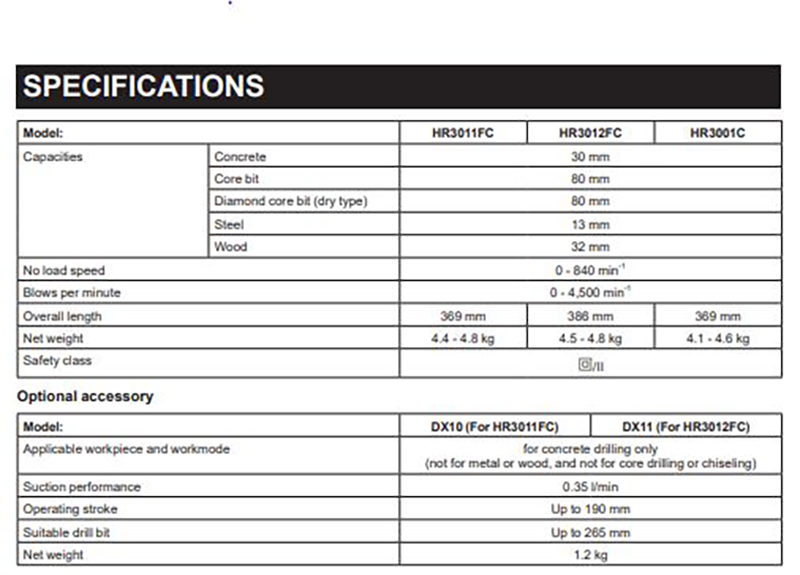 SPECIFICATIONS
Model: HR3011FC HR3012FC HR3001C
Capacities Concrete 30 mm
Core bit 80 mm
Diamond core bit (dry type) 80 mm
Steel 13 mm
Wood 32 mm
No load speed 0 - 840 min⁻¹
Blows per minute 0 - 4,500 min⁻¹
Overall length 369 mm 386 mm 369 mm
Net weight 4.4 - 4.8 kg 4.5 - 4.8 kg 4.1 - 4.6 kg
Safety class /II
Optional accessory
Model: DX10 (For HR3011FC) DX11 (For HR3012FC)
Applicable workpiece and workmode for concrete drilling only
(not for metal or wood, and not for core drilling or chiseling)
Suction performance 0.35 l/min
Operating stroke Up to 190 mm
Suitable drill bit Up to 265 mm
Net weight 1.2 kg